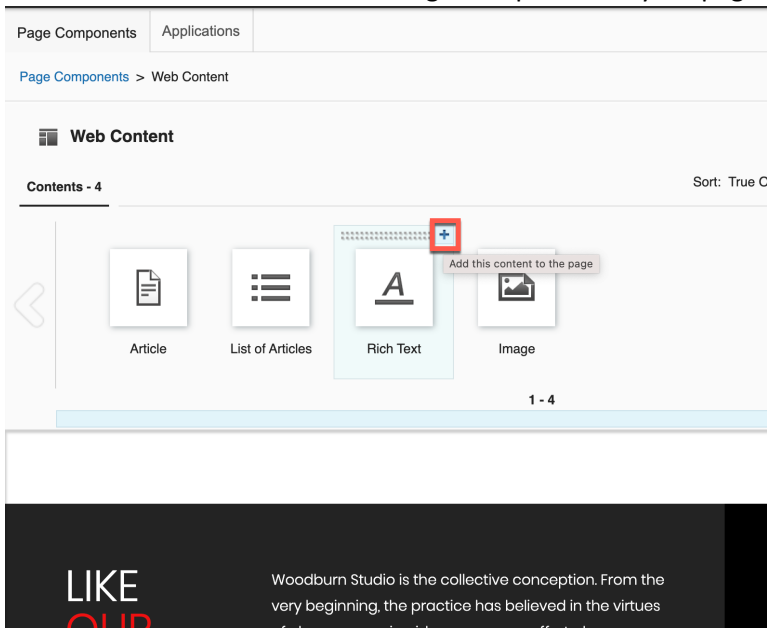 Page Components Applications
Page Components > Web Content
Web Content
Contents - 4 Sort: True
+
Add this content to the page
A
Article List of Articles Rich Text Image
1 - 4
LIKE Woodburn Studio is the collective conception. From the
OUR very beginning, the practice has believed in the virtues